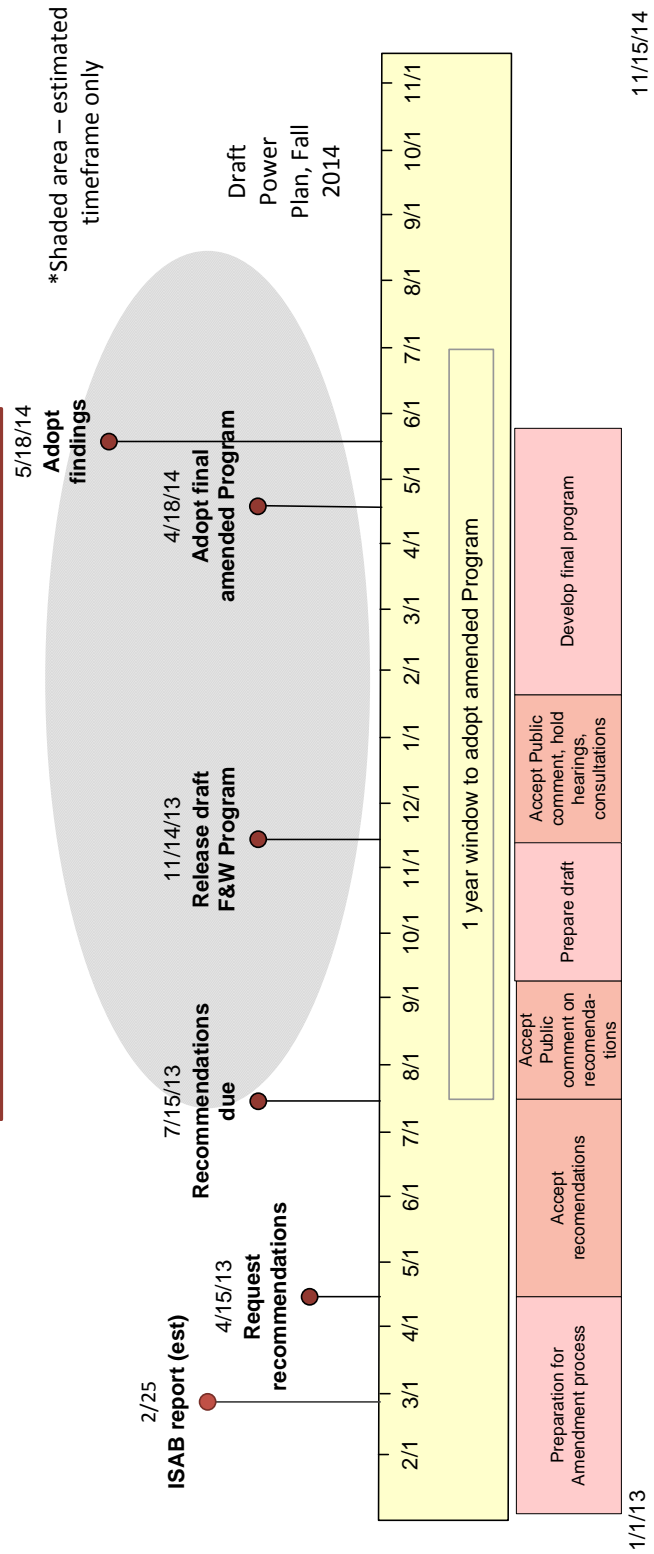 *Shaded area – estimated
timeframe only
2/25
ISAB report (est)
4/15/13
Request
recommendations
7/15/13
Recommendations
due
11/14/13
Release draft
F&W Program
4/18/14
Adopt final
amended Program
5/18/14
Adopt
findings
Draft
Power
Plan, Fall
2014
2/1 3/1 4/1 5/1 6/1 7/1 8/1 9/1 10/1 11/1 12/1 1/1 2/1 3/1 4/1 5/1 6/1 7/1 8/1 9/1 10/1 11/1
1 year window to adopt amended Program
Preparation for
Amendment process
Accept
recomendations
Accept
Public
comment on
recomenda-
tions
Prepare draft
Accept Public
comment, hold
hearings,
consultations
Develop final program
1/1/13
11/15/14